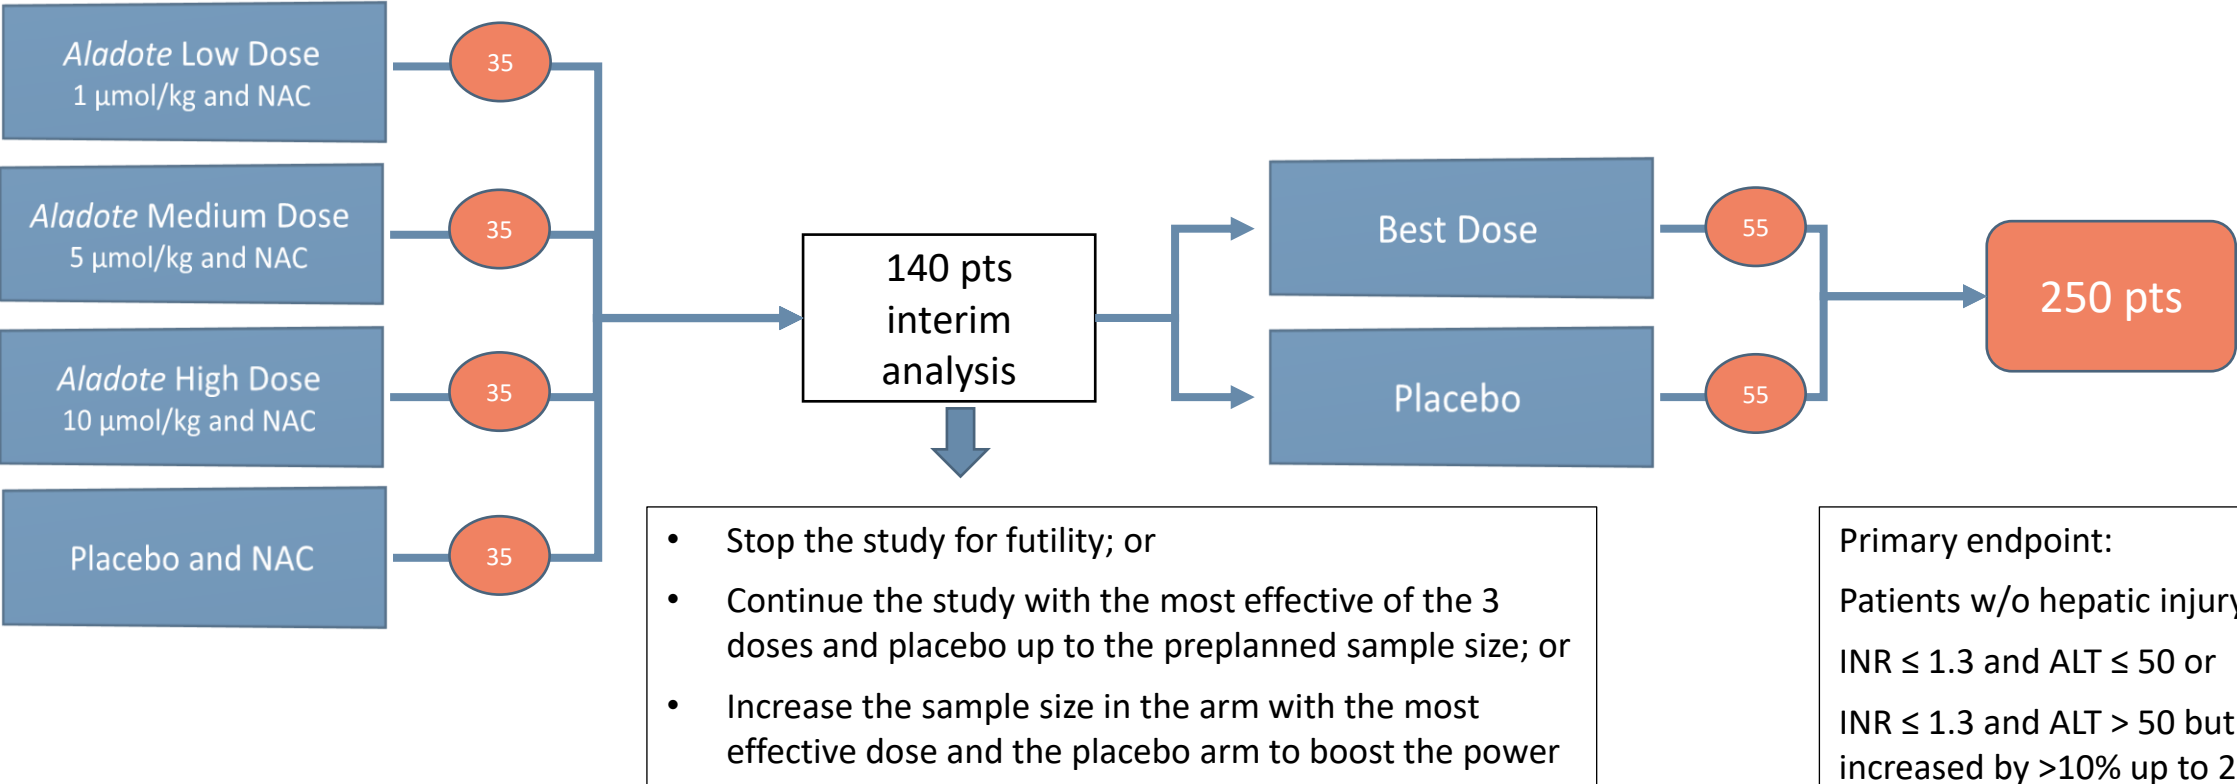 Aladote Low Dose
1 µmol/kg and NAC
35
Aladote Medium Dose
5 µmol/kg and NAC
35
Aladote High Dose
10 µmol/kg and NAC
35
Placebo and NAC
35
140 pts
interim
analysis
Best Dose
55
Placebo
55
250 pts
• Stop the study for futility; or
• Continue the study with the most effective of the 3
doses and placebo up to the preplanned sample size; or
• Increase the sample size in the arm with the most
effective dose and the placebo arm to boost the power
Primary endpoint:
Patients w/o hepatic injury
INR ≤ 1.3 and ALT ≤ 50 or
INR ≤ 1.3 and ALT > 50 but
increased by >10% up to 2